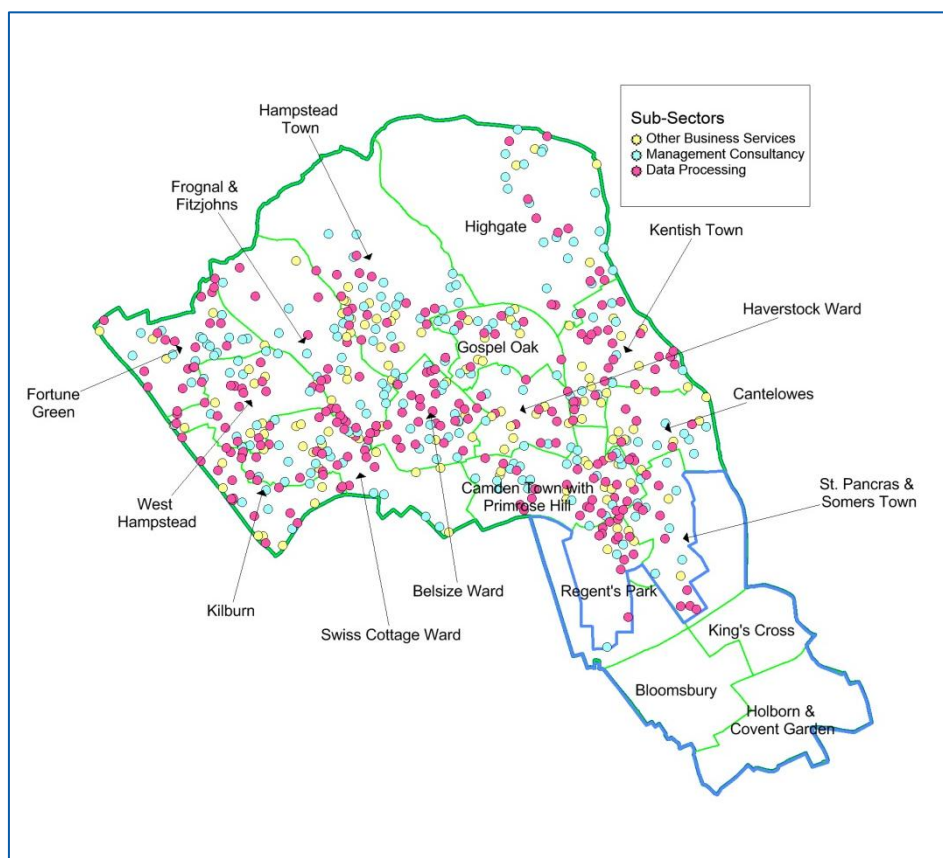 Hampstead
Town
Sub-Sectors
Other Business Services
Management Consultancy
Data Processing
Frognal &
Fitzjohns
Highgate
Kentish Town
Haverstock Ward
Gospel Oak
Fortune
Green
Cantelowes
West
Hampstead
Camden Town with
Primrose Hill
St. Pancras &
Somers Town
Kilburn
Belsize Ward
Regent's Park
Swiss Cottage Ward
King's Cross
Bloomsbury
Holborn &
Covent Garden